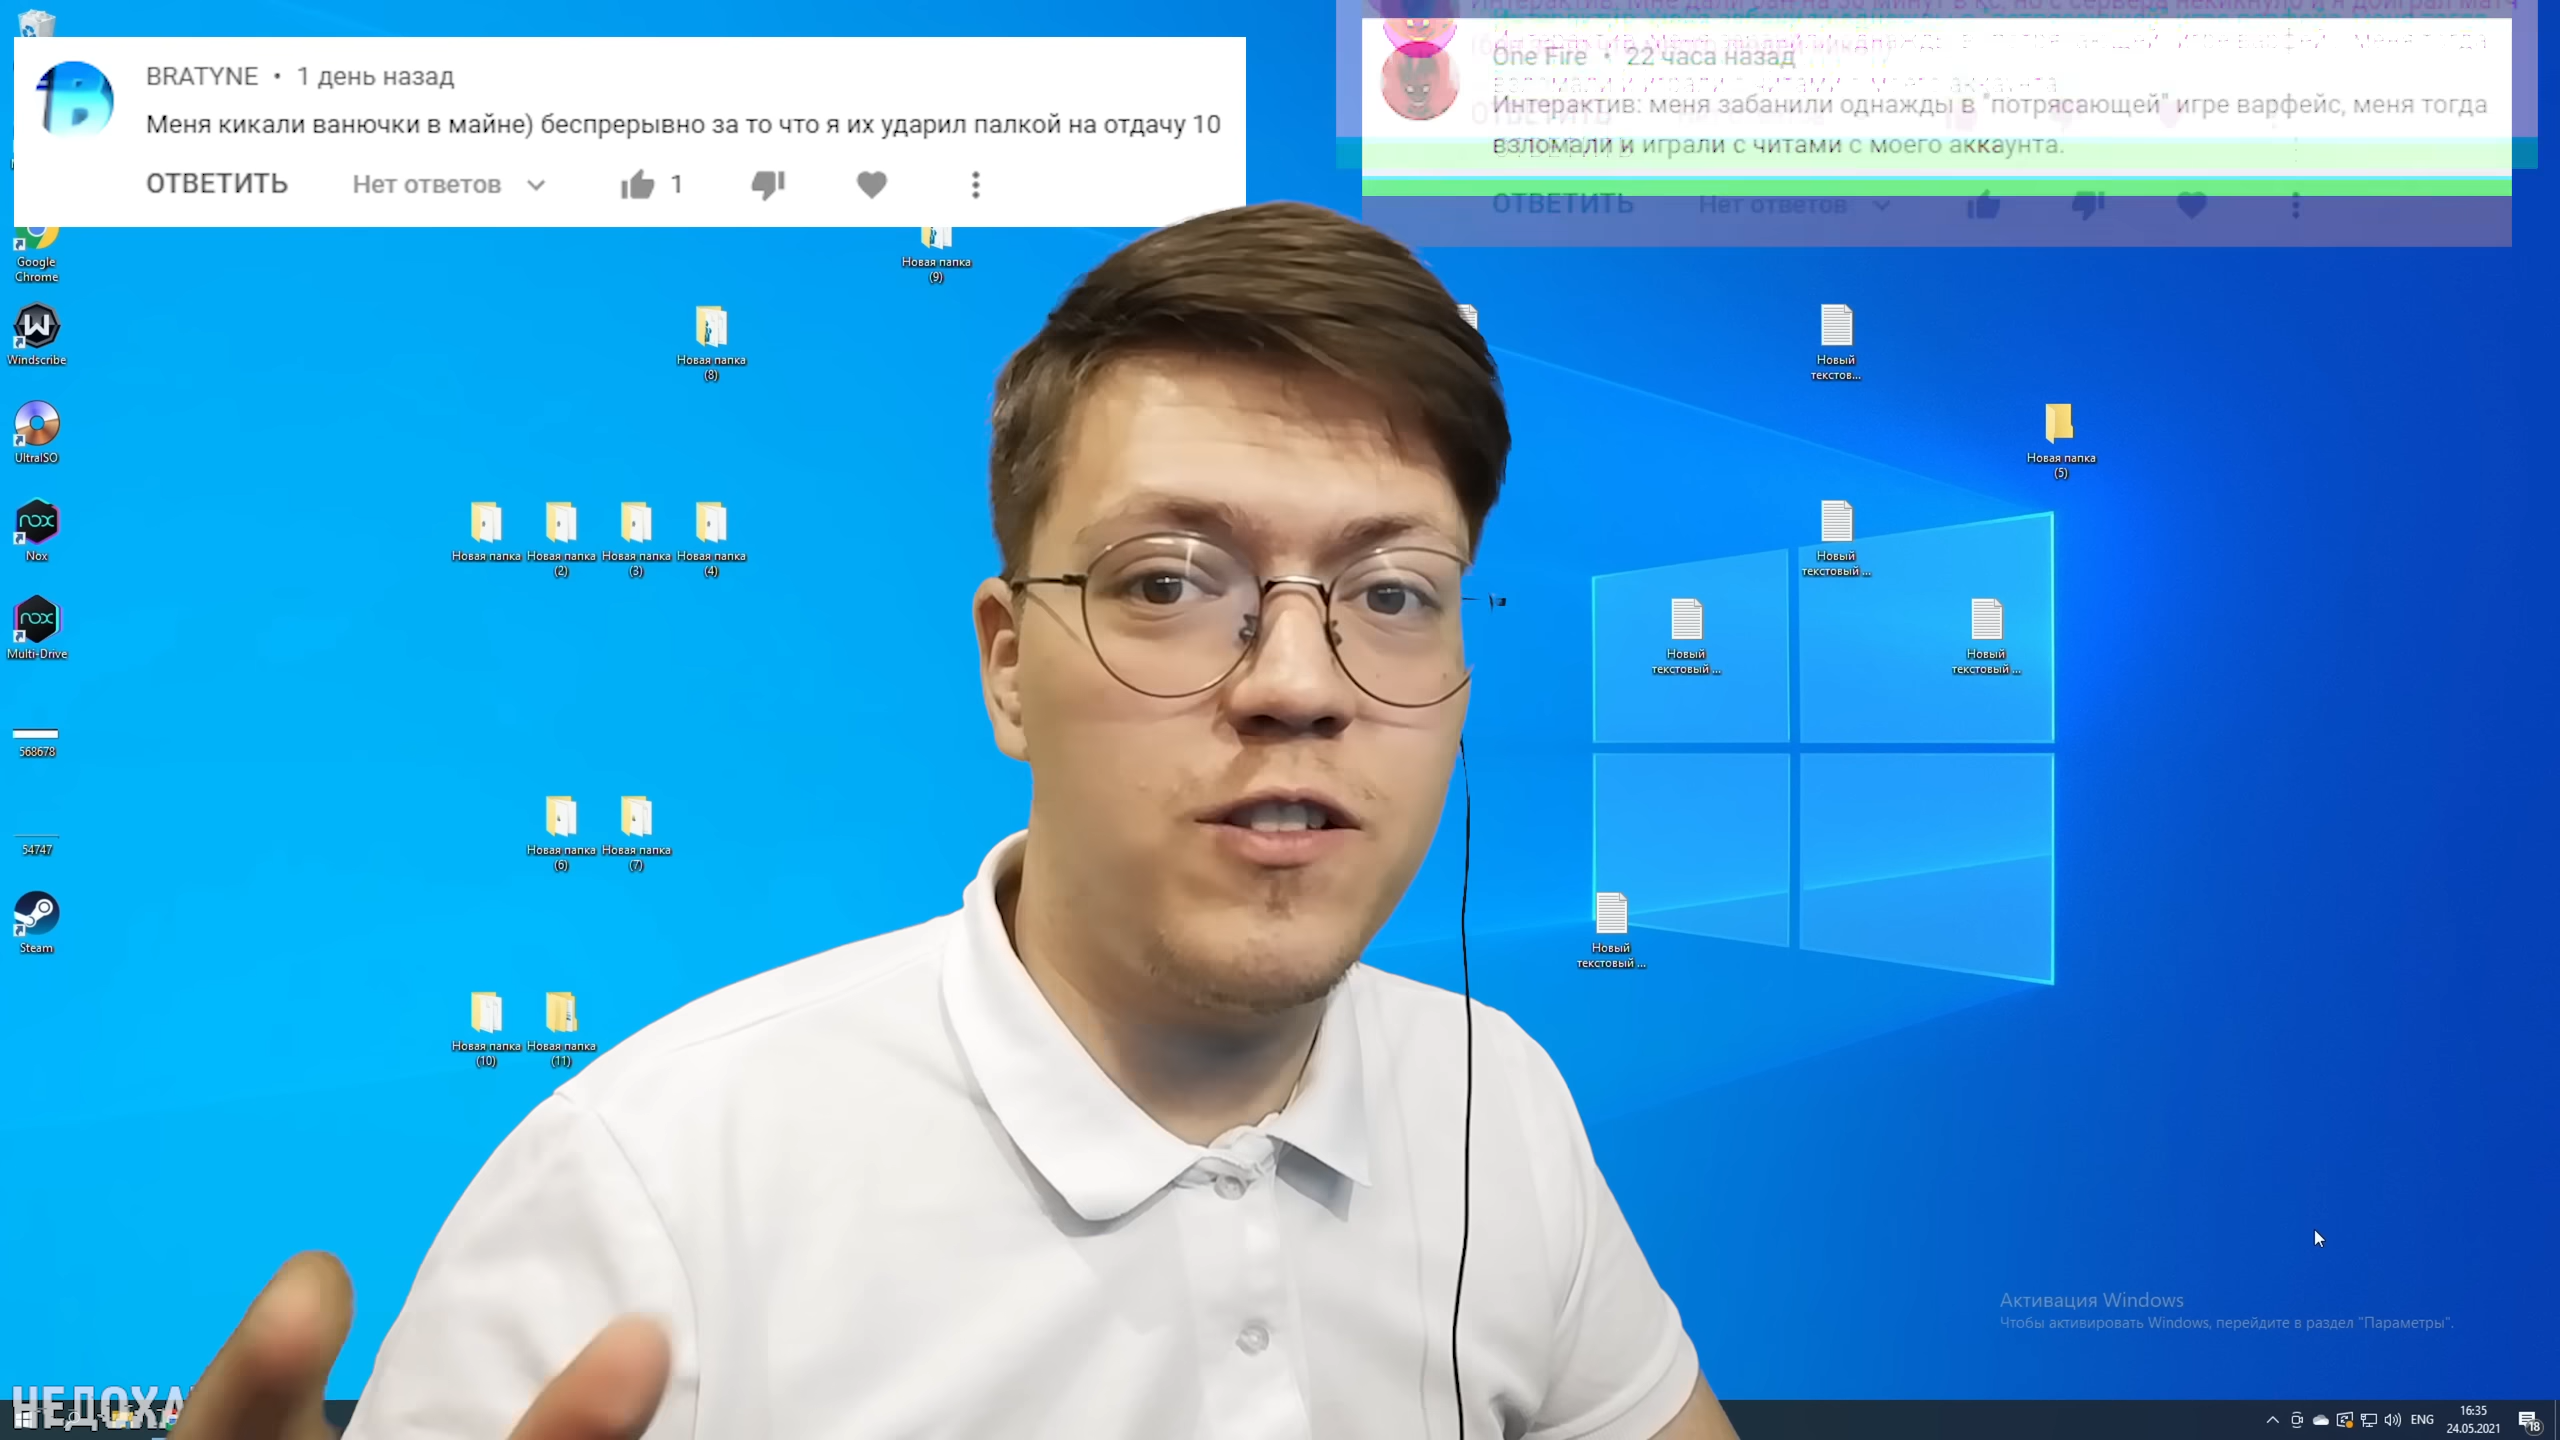 BRATYNE • 1 день назад
Меня кикали ванючки в майне) беспрерывно за то что я их ударил палкой на отдачу 10
ОТВЕТИТЬ Нет ответов 1
One Fire • 22 часа назад
Интерактив: меня забанили однажды в "потрясающей" игре варфейс, меня тогда
взломали и играли с читами с моего аккаунта.
ОТВЕТИТЬ Нет ответов
Google
Chrome
Windscribe
UltraISO
Nox
Multi-Drive
568678
54747
Steam
Новая папка
(9)
Новая папка
(8)
Новая папка
Новая папка
(2)
Новая папка
(3)
Новая папка
(4)
Новая папка
(6)
Новая папка
(7)
Новая папка
(10)
Новая папка
(11)
Новый
текстов...
Новая папка
(5)
Новый
текстовый ...
Новый
текстовый ...
Новый
текстовый ...
Новый
текстовый ...
Активация Windows
Чтобы активировать Windows, перейдите в раздел "Параметры".
НЕДОХА
ENG
16:35
24.05.2021
18